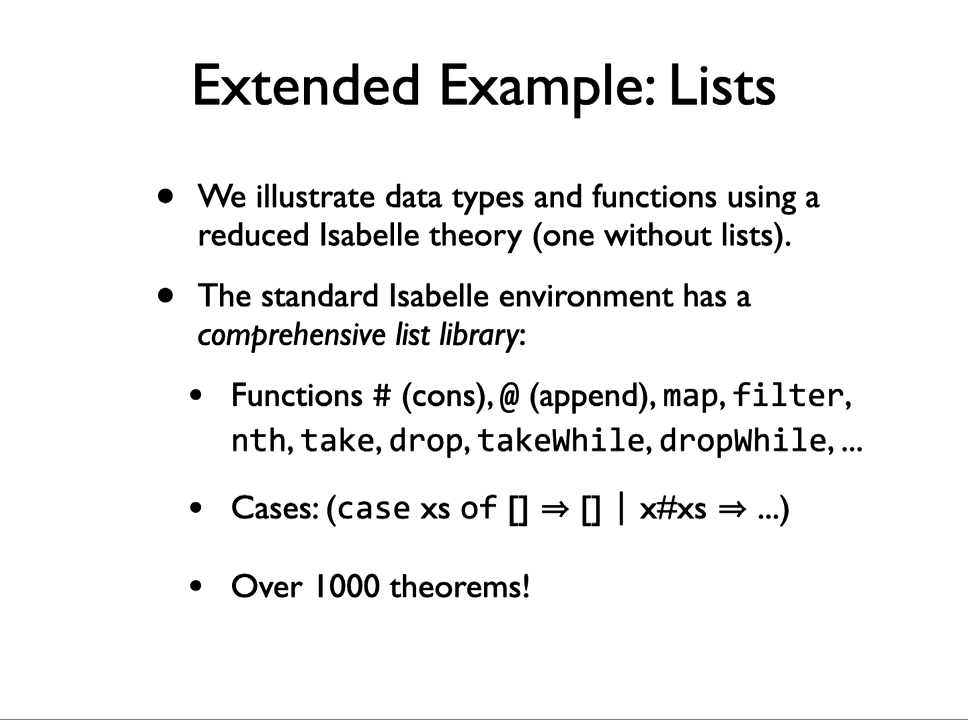 Extended Example: Lists
• We illustrate data types and functions using a
reduced Isabelle theory (one without lists).
• The standard Isabelle environment has a
comprehensive list library:
• Functions # (cons), @ (append), map, filter,
nth, take, drop, takeWhile, dropWhile, ...
• Cases: (case xs of [] ⇒ [] | x#xs ⇒ ...)
• Over 1000 theorems!